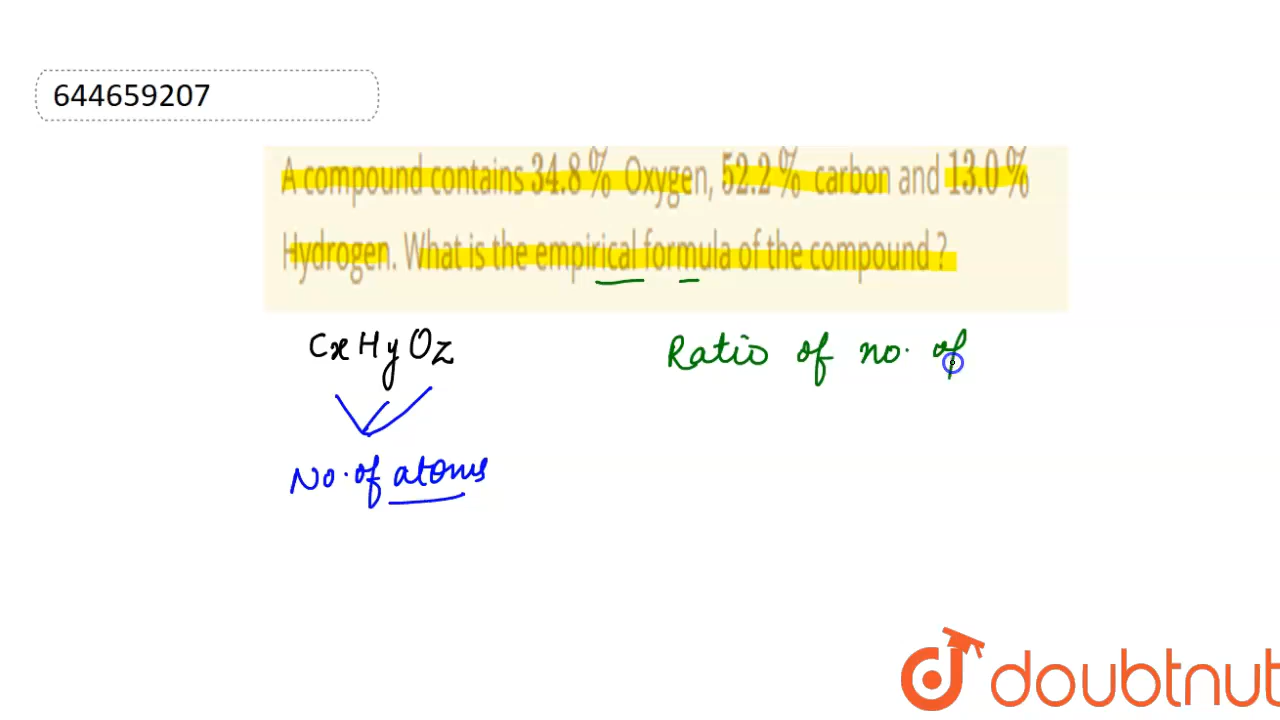 644659207
A compound contains 34.8% Oxygen, 52.2% carbon and 13.0%
Hydrogen. What is the empirical formula of the compound ?
CxHyOz
Ratio of no. of
No. of atoms
doubtnut